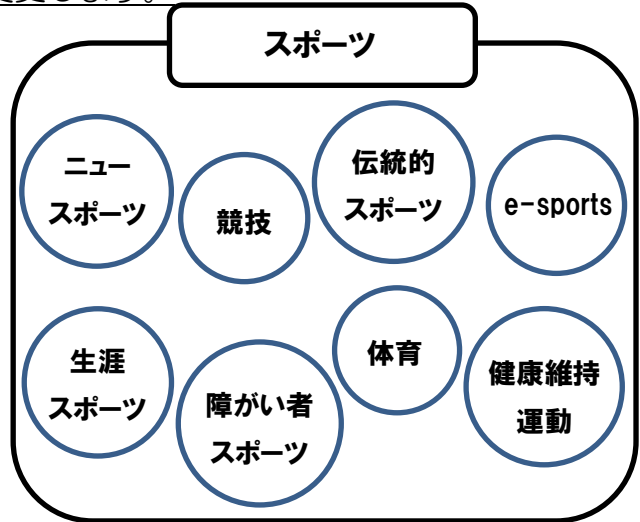 スポーツ
ニュー
スポーツ
競技
伝統的
スポーツ
e-sports
生涯
スポーツ
障がい者
スポーツ
体育
健康維持
運動